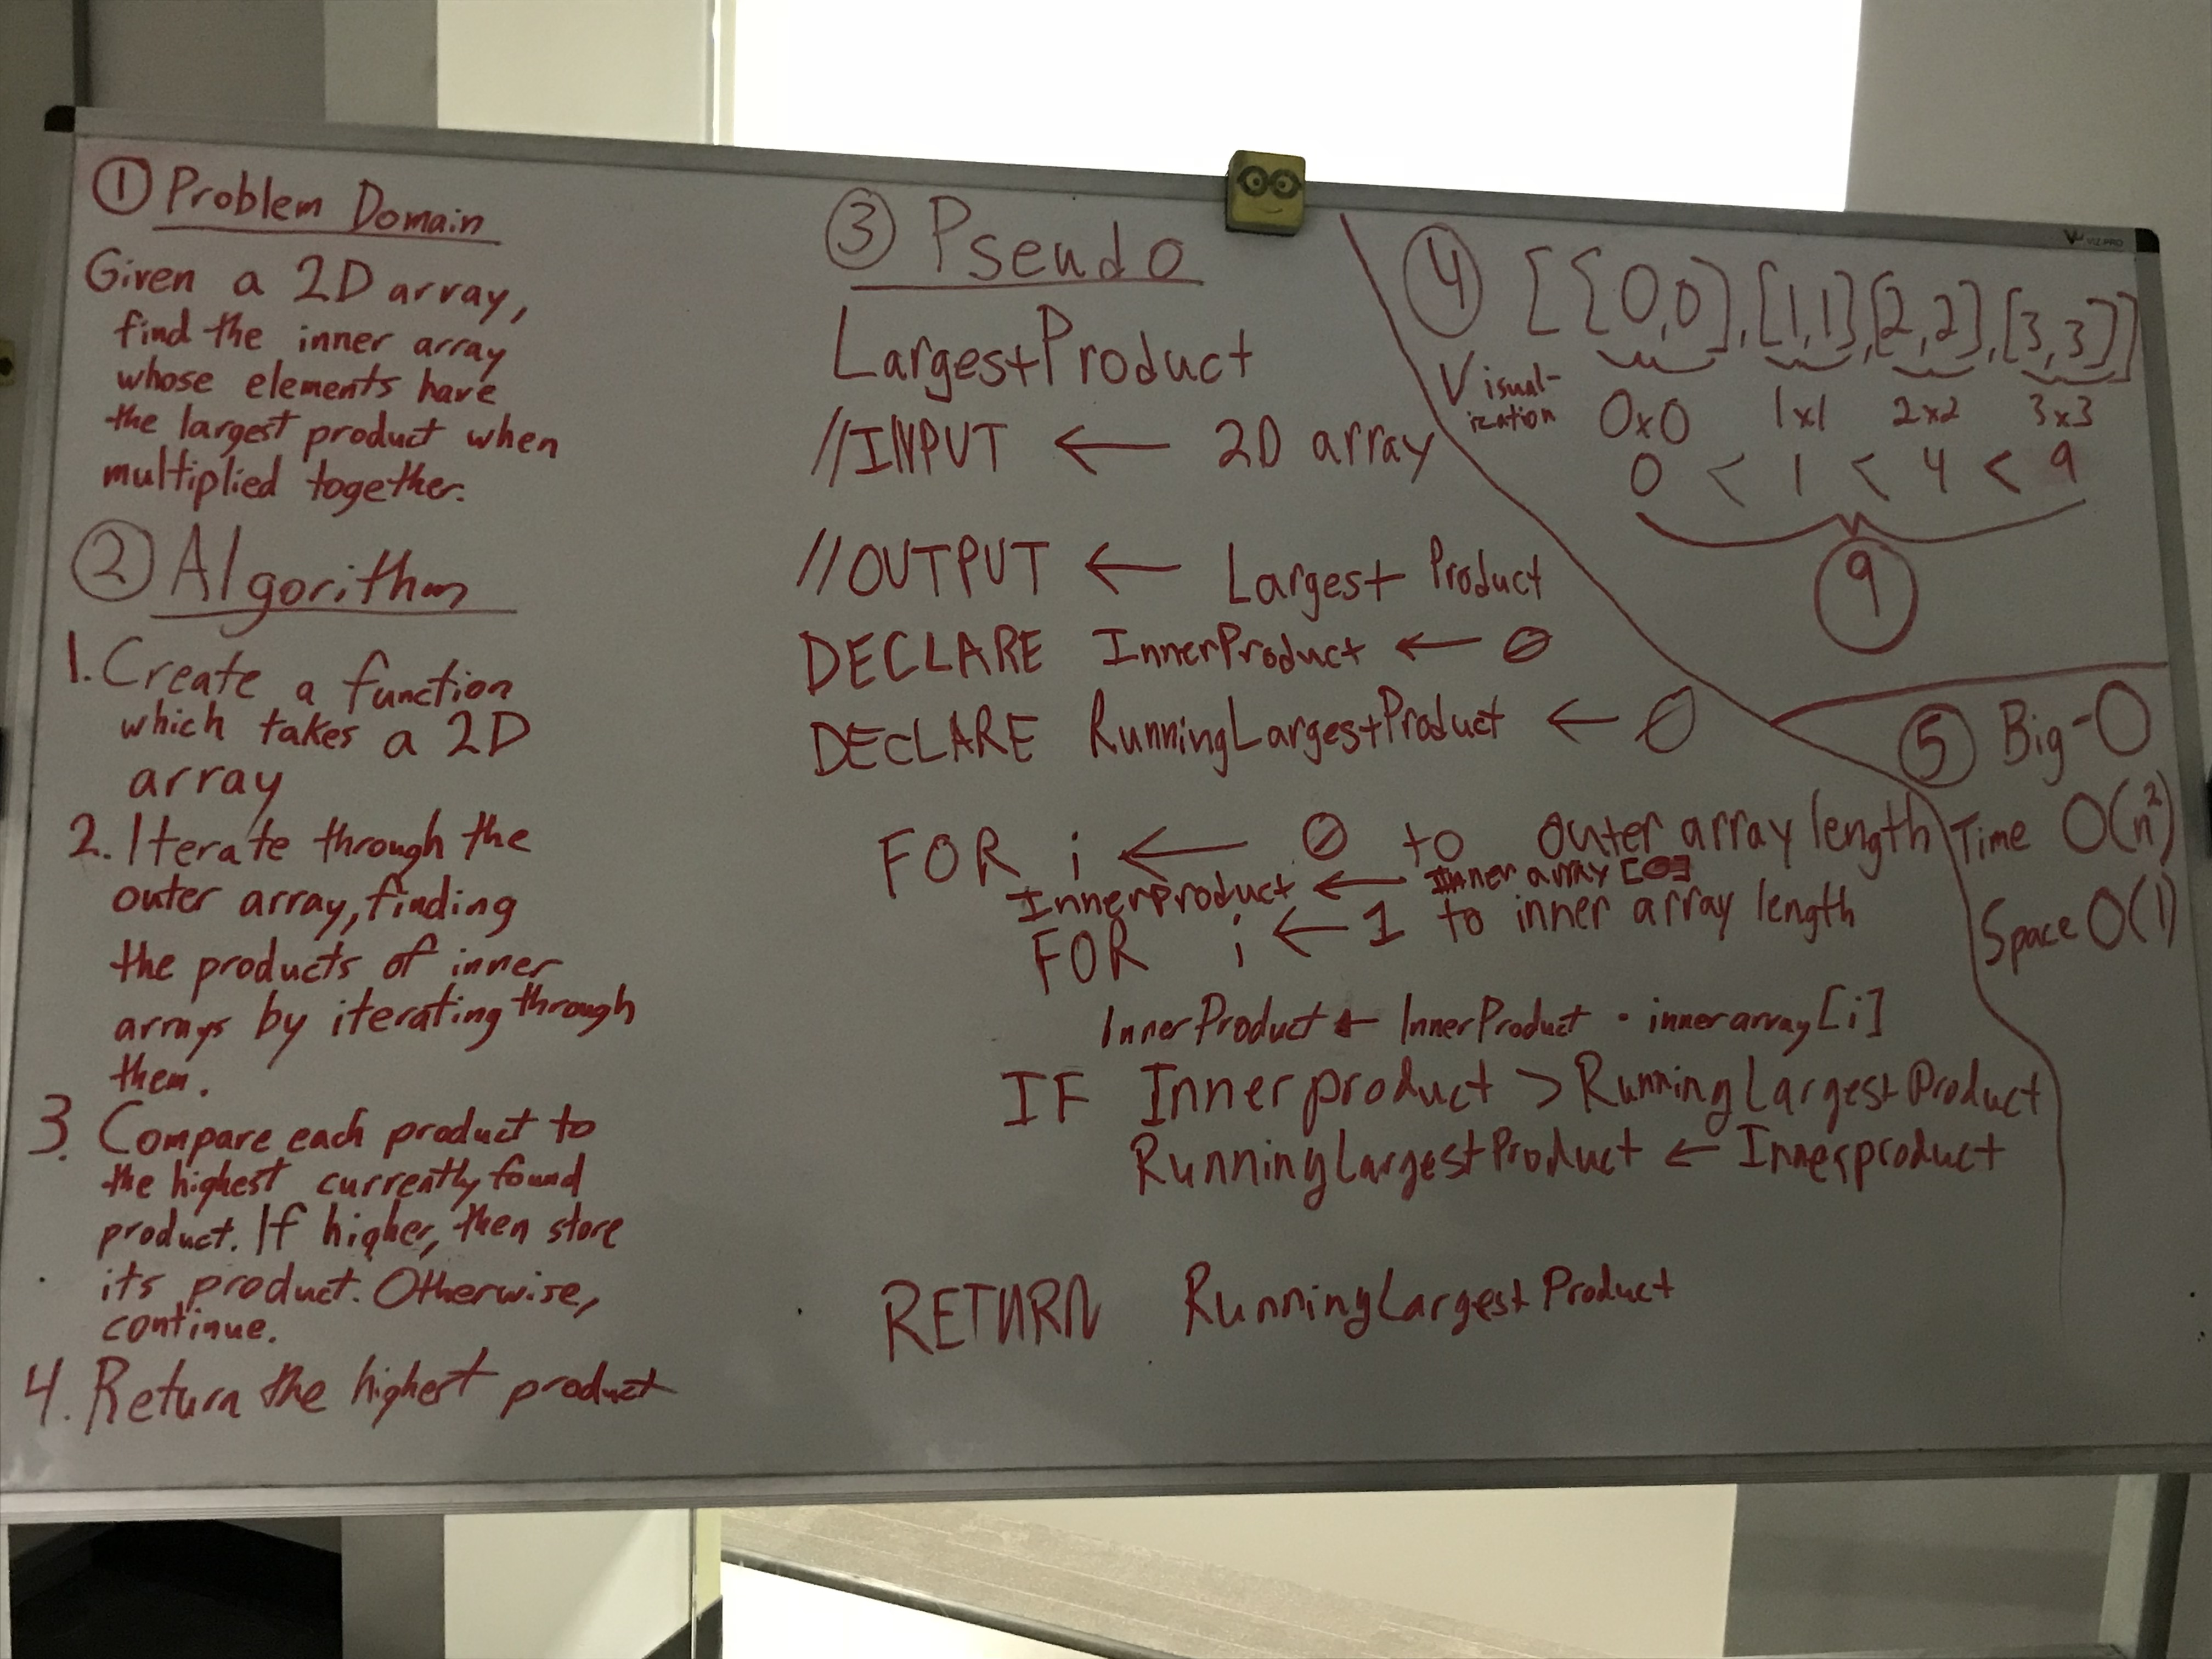 ① Problem Domain
Given a 2D array,
find the inner array
whose elements have
the largest product when
multiplied together.
② Algorithm
1. Create a function
which takes a 2D
array
2. Iterate through the
outer array, finding
the products of inner
arrays by iterating through
them.
3. Compare each product to
the highest currently found
product. If higher, then store
its product. Otherwise,
continue.
4. Return the highest product
③ Pseudo
LargestProduct
//INPUT ← 2D array
//OUTPUT ← Largest Product
DECLARE InnerProduct ← 0
DECLARE RunningLargestProduct ← 0
FOR i ← 0 to outer array length
Innerproduct ← Inner array [0]
FOR i ← 1 to inner array length
InnerProduct ← InnerProduct · innerarray[i]
IF Innerproduct > RunningLargestProduct
RunningLargestProduct ← Innerproduct
RETURN RunningLargestProduct
④ [[0,0],[1,1],[2,2],[3,3]]
Visual-
ization
0x0 1x1 2x2 3x3
0 < 1 < 4 < 9
9
⑤ Big-O
Time O(n²)
Space O(1)
VIZ-PRO